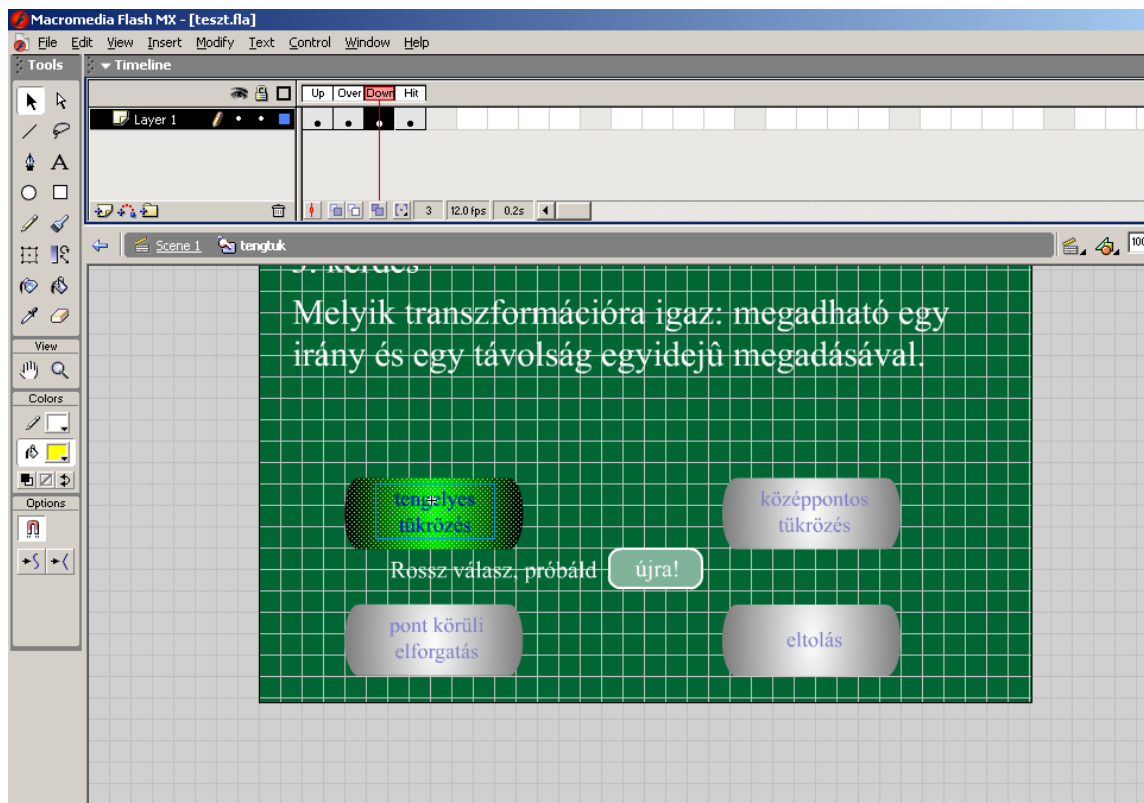 Macromedia Flash MX - [teszt.fla]
File Edit View Insert Modify Text Control Window Help
Tools
Timeline
Up Over Down Hit
Layer 1
3 12.0 fps 0.2s
Scene 1 tengtuk
100
View
Colors
Options
kérdés
Melyik transzformációra igaz: megadható egy
irány és egy távolság egyidejû megadásával.
tengelyes
tükrözés
középpontos
tükrözés
Rossz válasz, próbáld újra!
pont körüli
elforgatás
eltolás